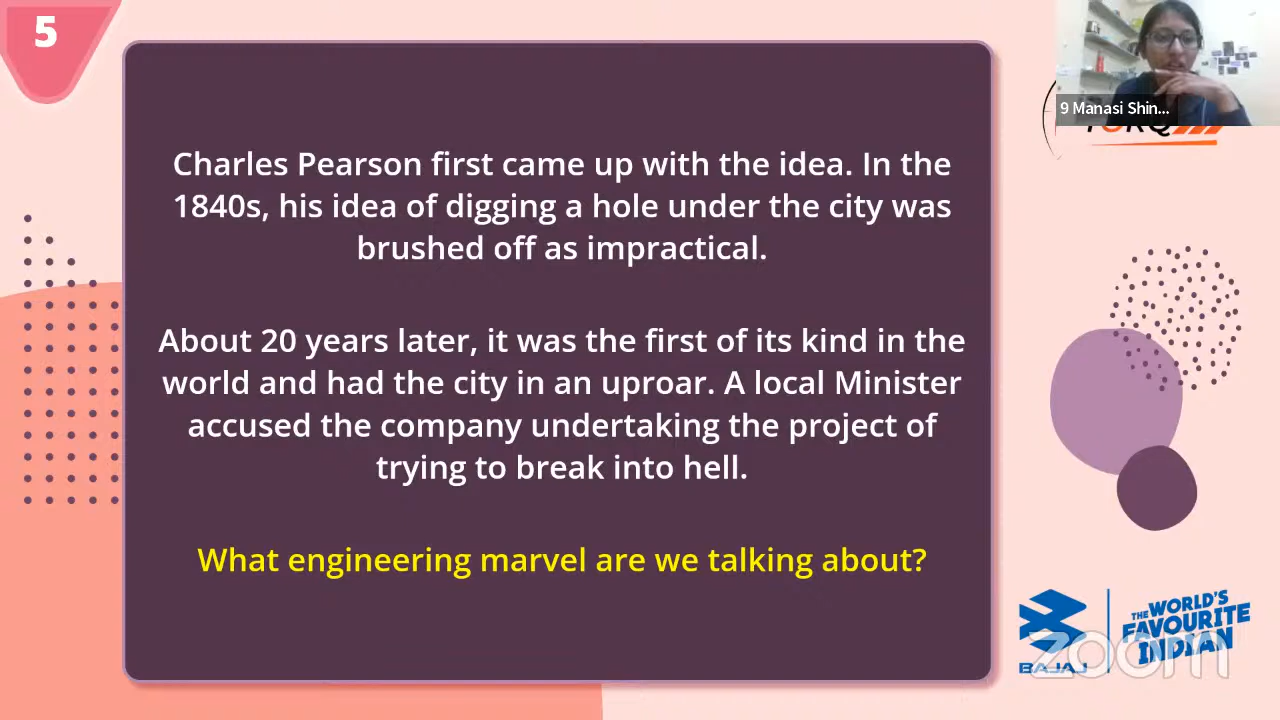 5
Charles Pearson first came up with the idea. In the
1840s, his idea of digging a hole under the city was
brushed off as impractical.
About 20 years later, it was the first of its kind in the
world and had the city in an uproar. A local Minister
accused the company undertaking the project of
trying to break into hell.
What engineering marvel are we talking about?
9 Manasi Shin...
BAJAJ
THE WORLD'S
FAVOURITE
INDIAN
zoom